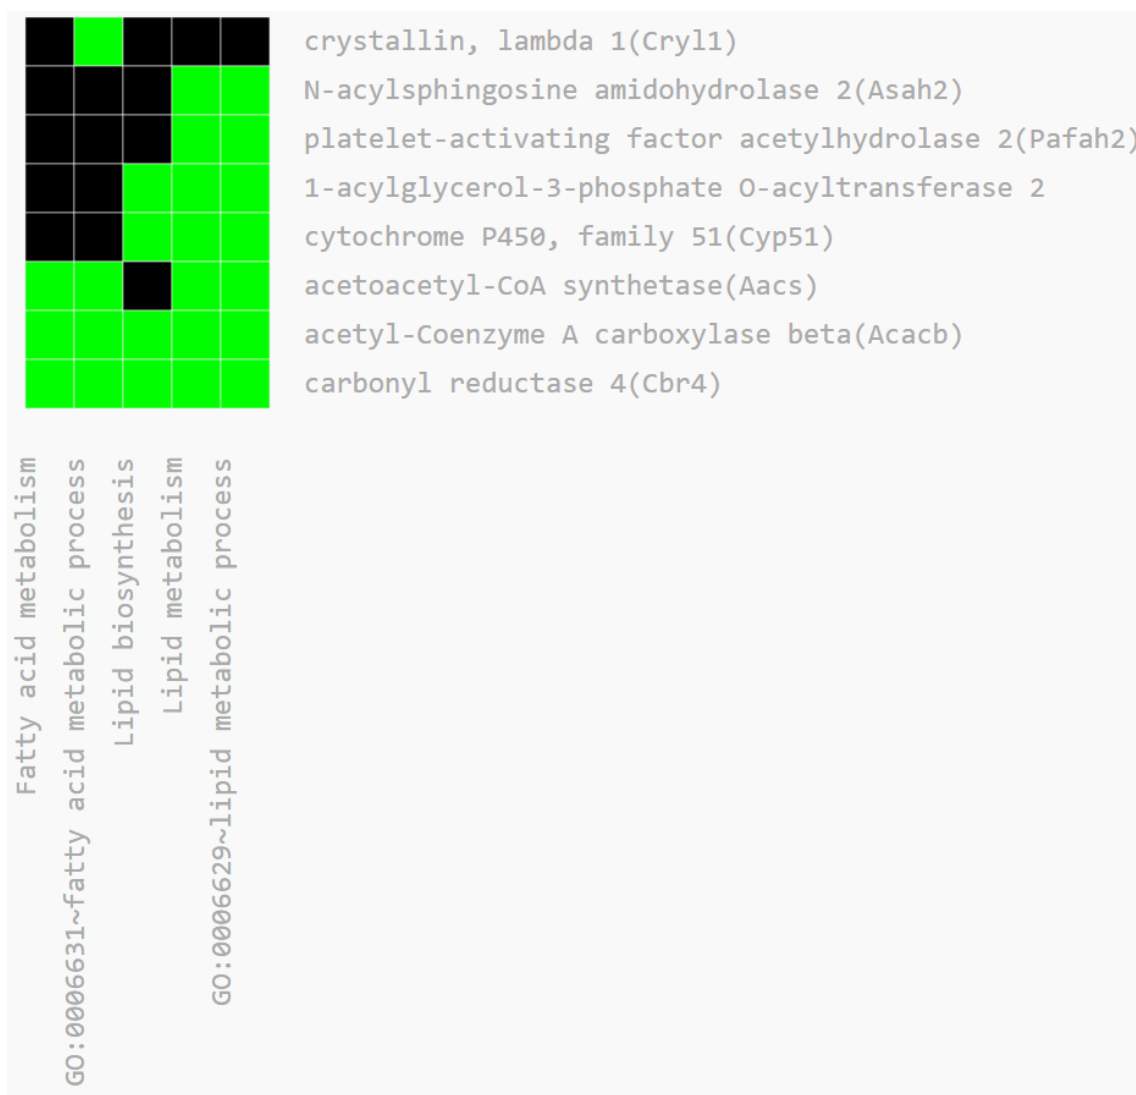 crystallin, lambda 1(Cryl1)
N-acylsphingosine amidohydrolase 2(Asah2)
platelet-activating factor acetylhydrolase 2(Pafah2)
1-acylglycerol-3-phosphate O-acyltransferase 2
cytochrome P450, family 51(Cyp51)
acetoacetyl-CoA synthetase(Aacs)
acetyl-Coenzyme A carboxylase beta(Acacb)
carbonyl reductase 4(Cbr4)
Fatty acid metabolism
GO:0006631~fatty acid metabolic process
Lipid biosynthesis
Lipid metabolism
GO:0006629~lipid metabolic process